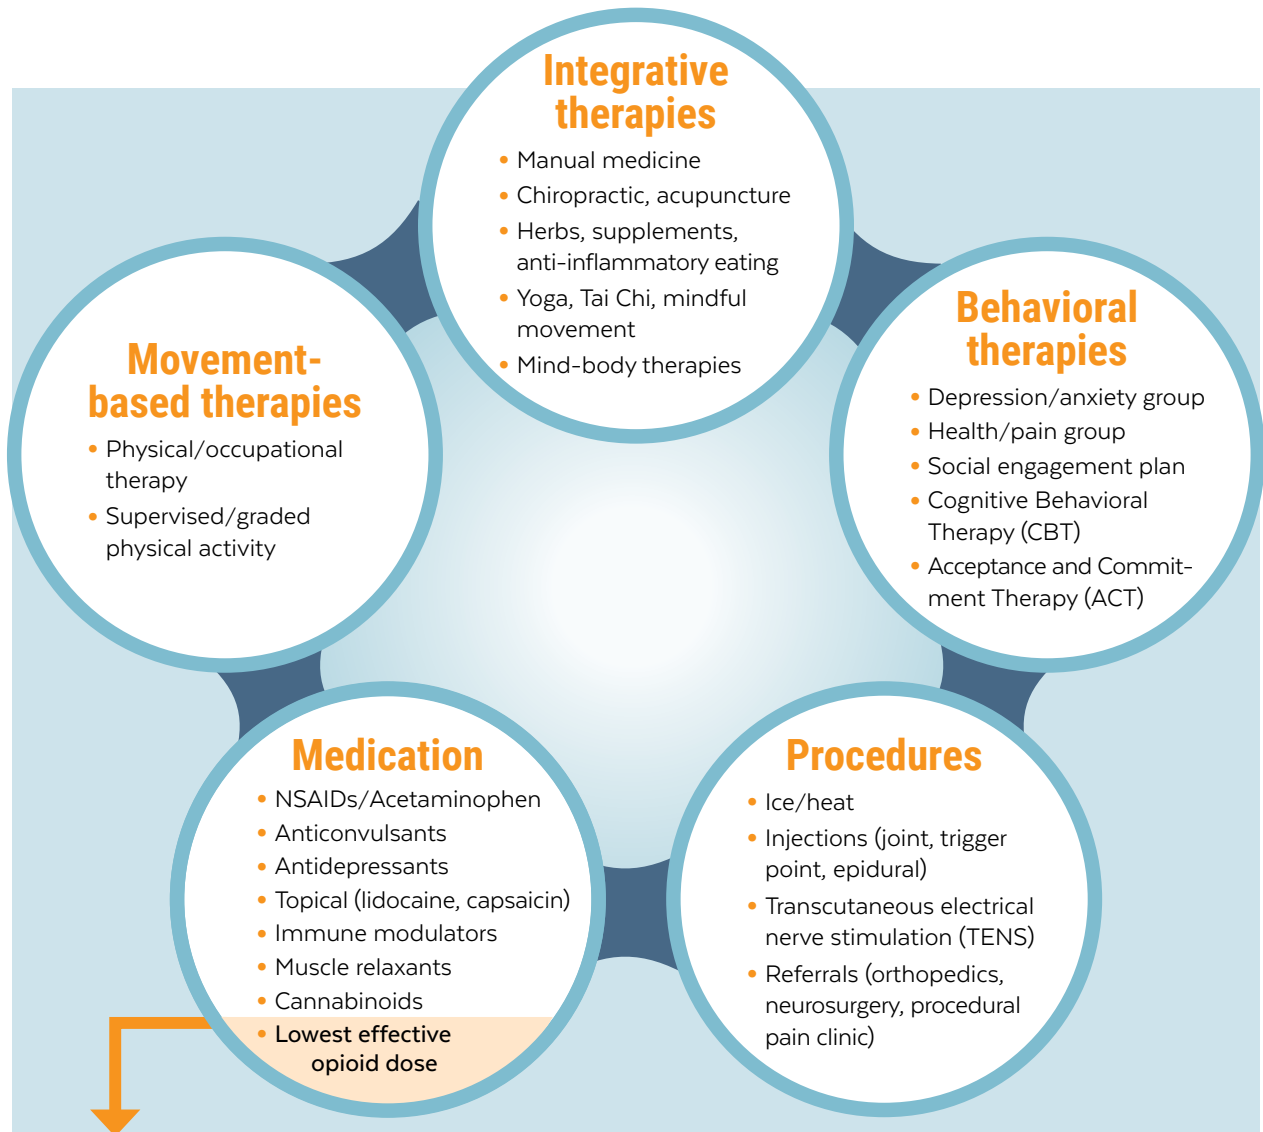 Integrative
therapies
• Manual medicine
• Chiropractic, acupuncture
• Herbs, supplements,
anti-inflammatory eating
• Yoga, Tai Chi, mindful
movement
• Mind-body therapies
Behavioral
therapies
• Depression/anxiety group
• Health/pain group
• Social engagement plan
• Cognitive Behavioral
Therapy (CBT)
• Acceptance and Commit-
ment Therapy (ACT)
Movement-
based therapies
• Physical/occupational
therapy
• Supervised/graded
physical activity
Medication
• NSAIDs/Acetaminophen
• Anticonvulsants
• Antidepressants
• Topical (lidocaine, capsaicin)
• Immune modulators
• Muscle relaxants
• Cannabinoids
• Lowest effective
opioid dose
Procedures
• Ice/heat
• Injections (joint, trigger
point, epidural)
• Transcutaneous electrical
nerve stimulation (TENS)
• Referrals (orthopedics,
neurosurgery, procedural
pain clinic)